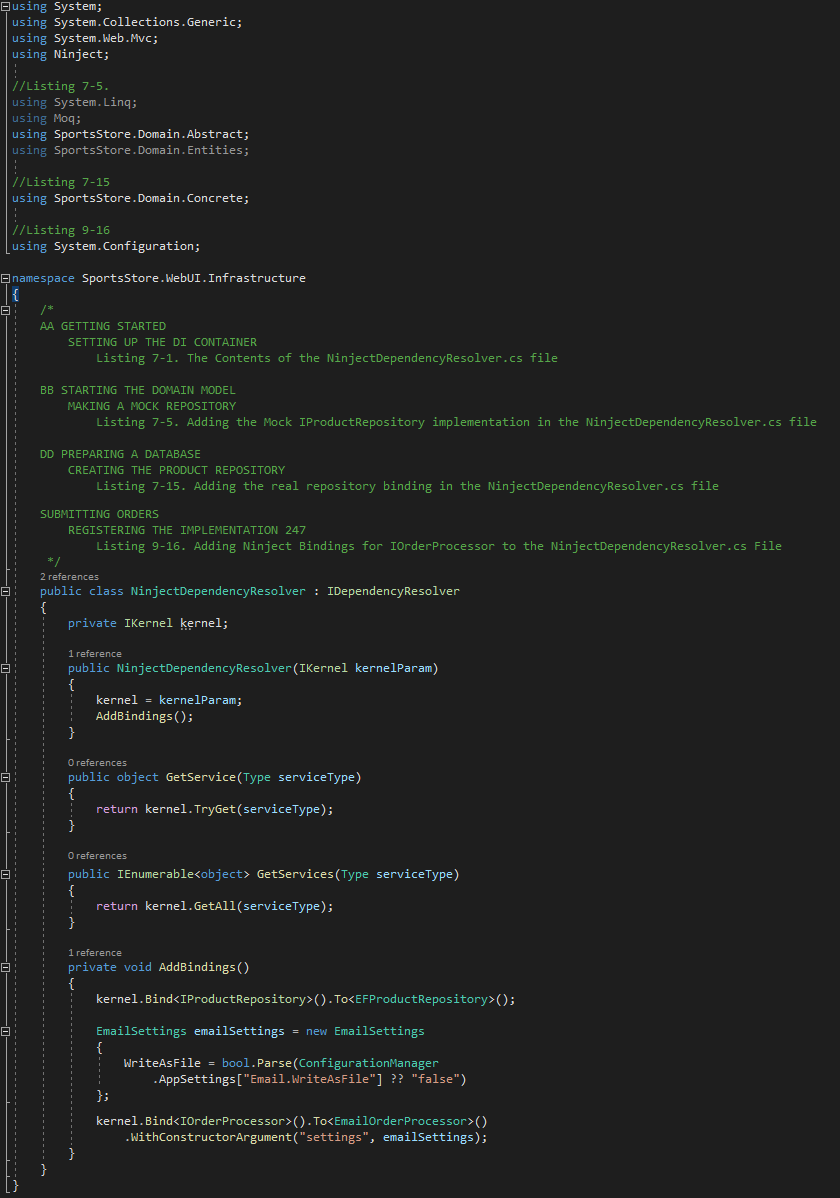 using System;
using System.Collections.Generic;
using System.Web.Mvc;
using Ninject;
//Listing 7-5.
using System.Linq;
using Moq;
using SportsStore.Domain.Abstract;
using SportsStore.Domain.Entities;
//Listing 7-15
using SportsStore.Domain.Concrete;
//Listing 9-16
using System.Configuration;
namespace SportsStore.WebUI.Infrastructure
{
/*
AA GETTING STARTED
SETTING UP THE DI CONTAINER
Listing 7-1. The Contents of the NinjectDependencyResolver.cs file
BB STARTING THE DOMAIN MODEL
MAKING A MOCK REPOSITORY
Listing 7-5. Adding the Mock IProductRepository implementation in the NinjectDependencyResolver.cs file
DD PREPARING A DATABASE
CREATING THE PRODUCT REPOSITORY
Listing 7-15. Adding the real repository binding in the NinjectDependencyResolver.cs file
SUBMITTING ORDERS
REGISTERING THE IMPLEMENTATION 247
Listing 9-16. Adding Ninject Bindings for IOrderProcessor to the NinjectDependencyResolver.cs File
*/
2 references
public class NinjectDependencyResolver : IDependencyResolver
{
private IKernel kernel;
1 reference
public NinjectDependencyResolver(IKernel kernelParam)
{
kernel = kernelParam;
AddBindings();
}
0 references
public object GetService(Type serviceType)
{
return kernel.TryGet(serviceType);
}
0 references
public IEnumerable<object> GetServices(Type serviceType)
{
return kernel.GetAll(serviceType);
}
1 reference
private void AddBindings()
{
kernel.Bind<IProductRepository>().To<EFProductRepository>();
EmailSettings emailSettings = new EmailSettings
{
WriteAsFile = bool.Parse(ConfigurationManager
.AppSettings["Email.WriteAsFile"] ?? "false")
};
kernel.Bind<IOrderProcessor>().To<EmailOrderProcessor>()
.WithConstructorArgument("settings", emailSettings);
}
}
}